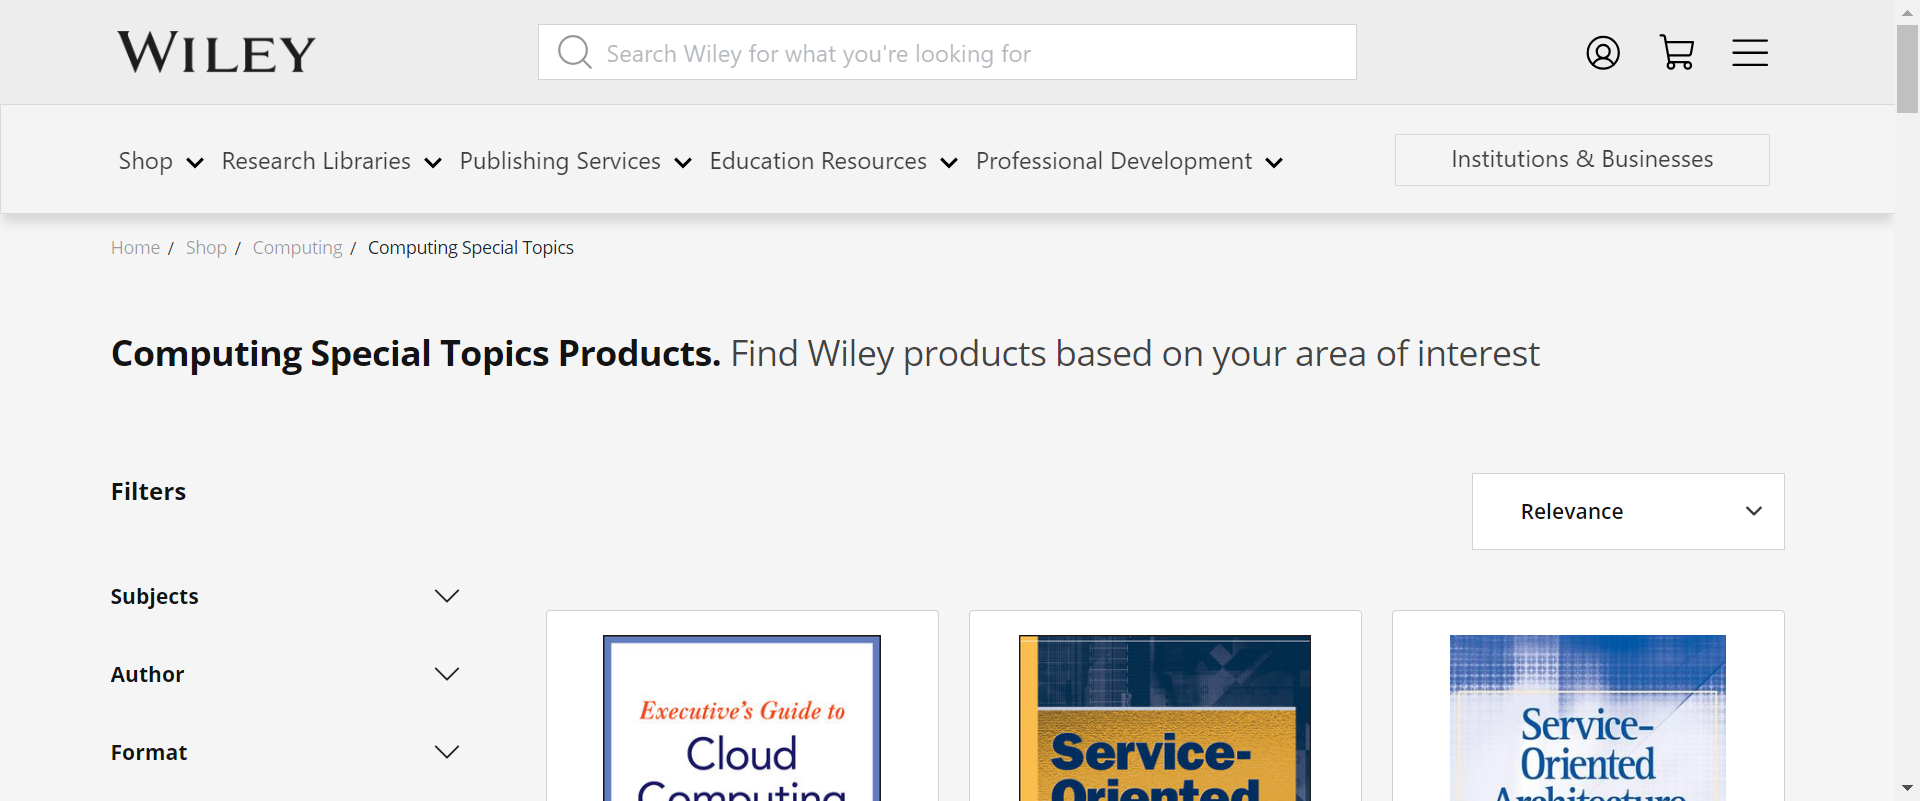 WILEY
Search Wiley for what you're looking for
Shop
Research Libraries
Publishing Services
Education Resources
Professional Development
Institutions & Businesses
Home / Shop / Computing / Computing Special Topics
Computing Special Topics Products. Find Wiley products based on your area of interest
Filters
Relevance
Subjects
Author
Format
Executive's Guide to
Cloud
Computing
Service-
Oriented
Service-
Oriented
Architecture